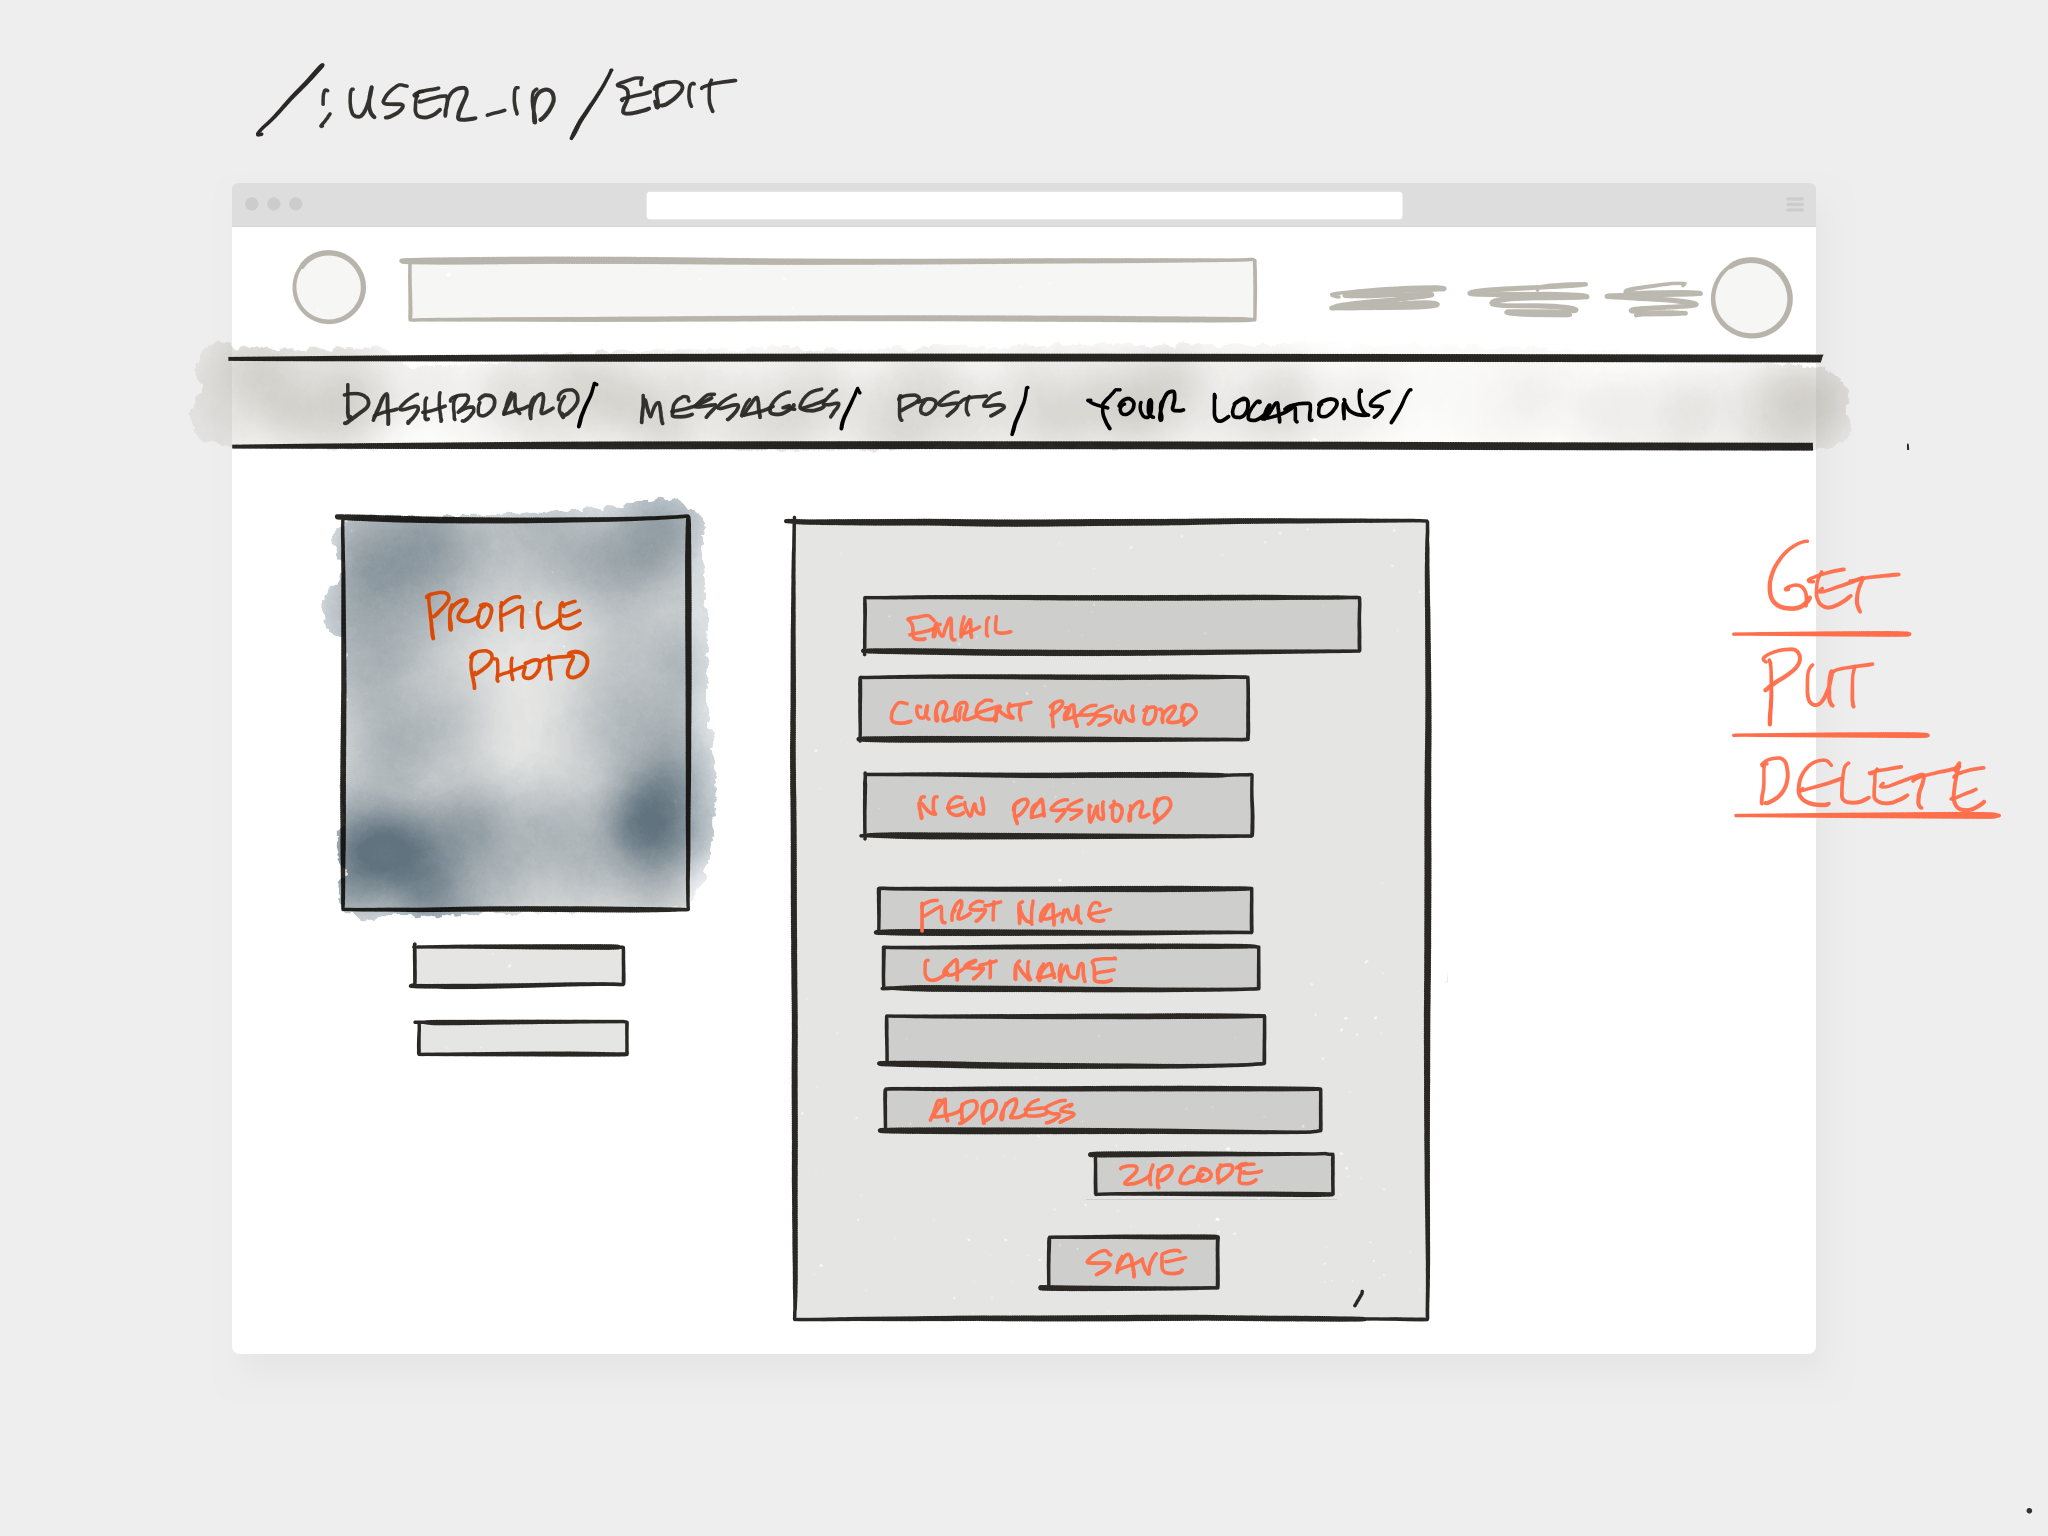 /:USER_ID/EDIT
DASHBOARD/ MESSAGES/ POSTS/ YOUR LOCATIONS/
PROFILE
PHOTO
EMAIL
CURRENT PASSWORD
NEW PASSWORD
FIRST NAME
LAST NAME
ADDRESS
ZIPCODE
SAVE
GET
PUT
DELETE